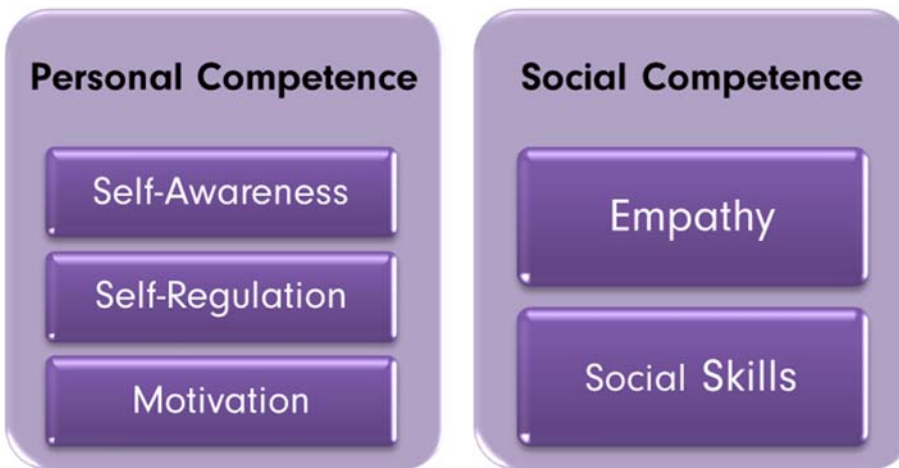 Personal Competence
Self-Awareness
Self-Regulation
Motivation
Social Competence
Empathy
Social Skills